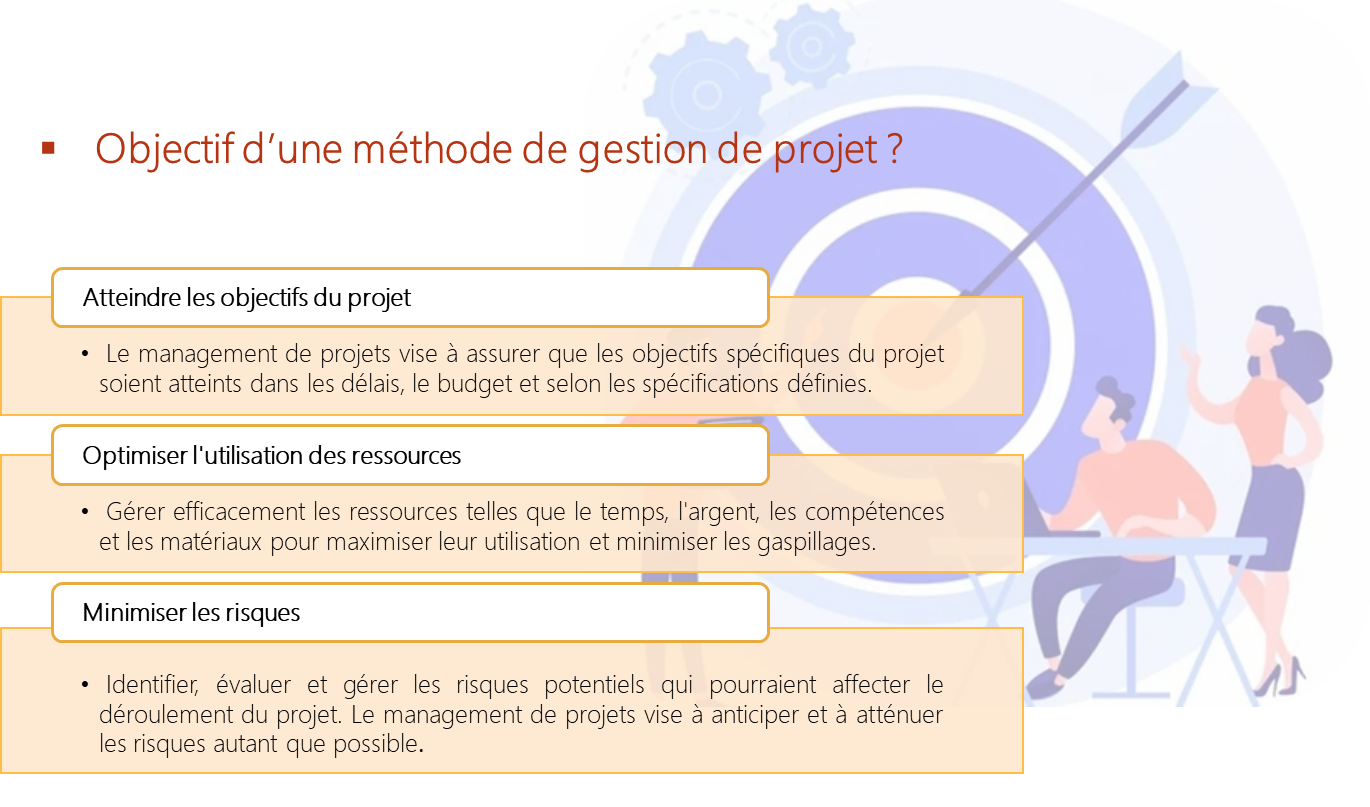 ▪ Objectif d’une méthode de gestion de projet ?
Atteindre les objectifs du projet
• Le management de projets vise à assurer que les objectifs spécifiques du projet
soient atteints dans les délais, le budget et selon les spécifications définies.
Optimiser l'utilisation des ressources
• Gérer efficacement les ressources telles que le temps, l'argent, les compétences
et les matériaux pour maximiser leur utilisation et minimiser les gaspillages.
Minimiser les risques
• Identifier, évaluer et gérer les risques potentiels qui pourraient affecter le
déroulement du projet. Le management de projets vise à anticiper et à atténuer
les risques autant que possible.